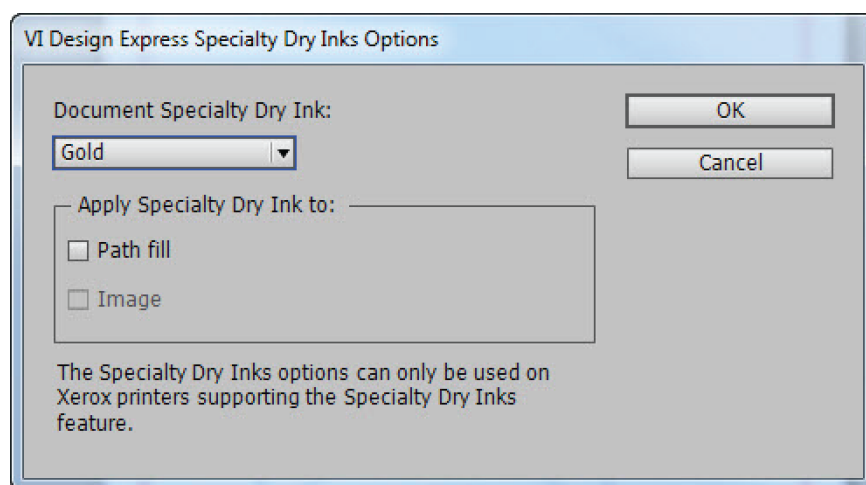 VI Design Express Specialty Dry Inks Options
Document Specialty Dry Ink:
Gold
OK
Cancel
Apply Specialty Dry Ink to:
Path fill
Image
The Specialty Dry Inks options can only be used on
Xerox printers supporting the Specialty Dry Inks
feature.